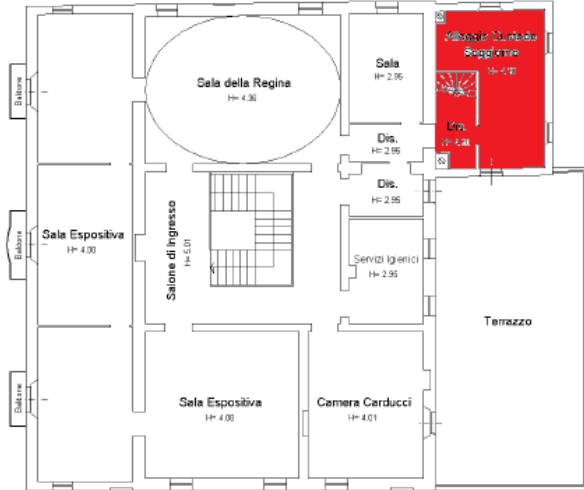 Sala della Regina
H= 4.36
Sala
H= 2.95
Alloggio Custode
Soggiorno
Dis.
Dis.
H= 2.95
Dis.
H= 2.95
Balcone
Balcone
Balcone
Sala Espositiva
H= 4.00
Salone di Ingresso
H= 5.01
Servizi Igienici
H= 2.95
Terrazzo
Sala Espositiva
H= 4.08
Camera Carducci
H= 4.01